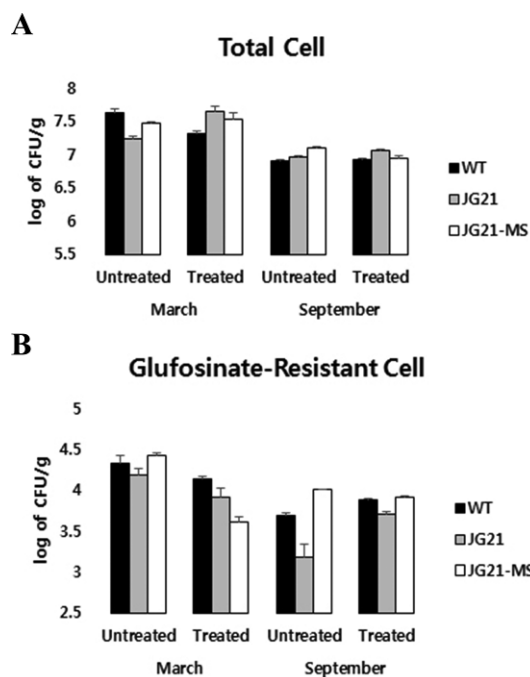 A
Total Cell
8
7.5
7
6.5
6
5.5
log of CFU/g
Untreated Treated Untreated Treated
March September
WT
JG21
JG21-MS
B
Glufosinate-Resistant Cell
5
4.5
4
3.5
3
2.5
log of CFU/g
Untreated Treated Untreated Treated
March September
WT
JG21
JG21-MS